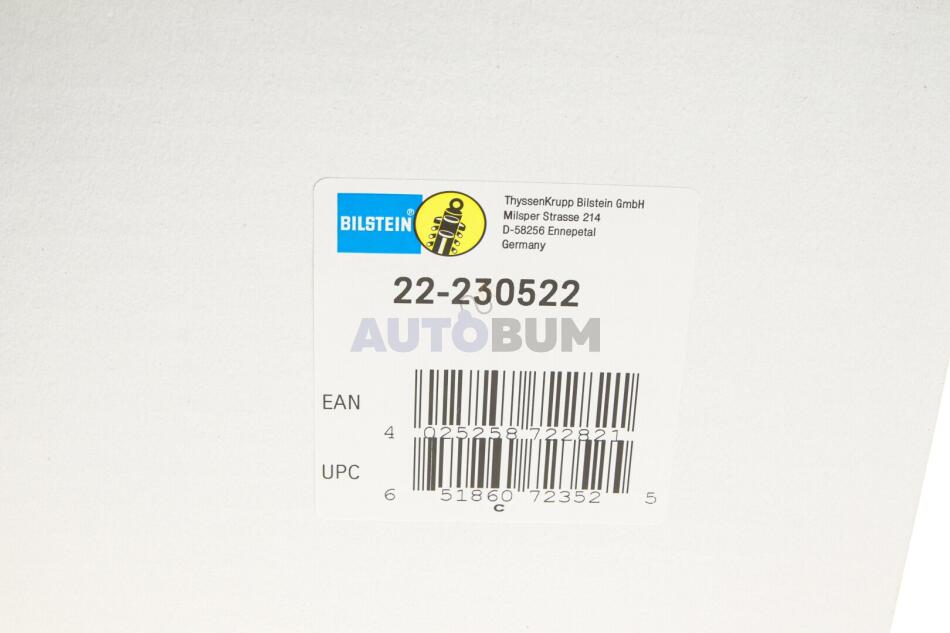 BILSTEIN®
ThyssenKrupp Bilstein GmbH
Milsper Strasse 214
D-58256 Ennepetal
Germany
22-230522
AUTOBUM
EAN
4 025258 722821
UPC
6 51860 72352 5
C